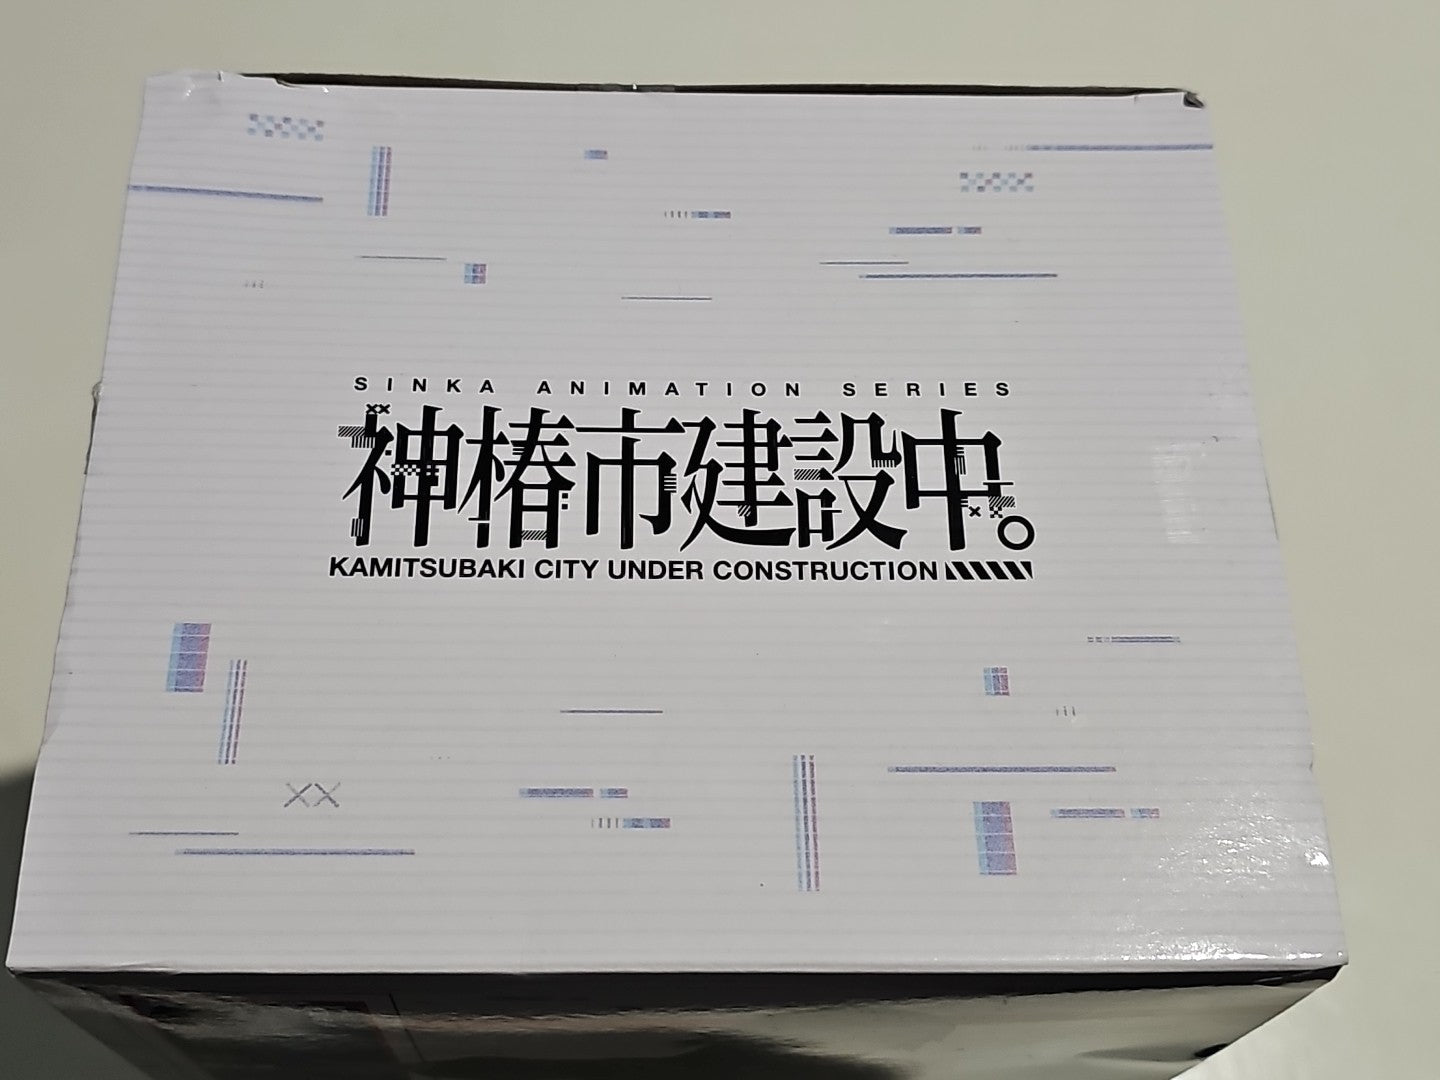 SINKA ANIMATION SERIES
神椿市建設中。
KAMITSUBAKI CITY UNDER CONSTRUCTION